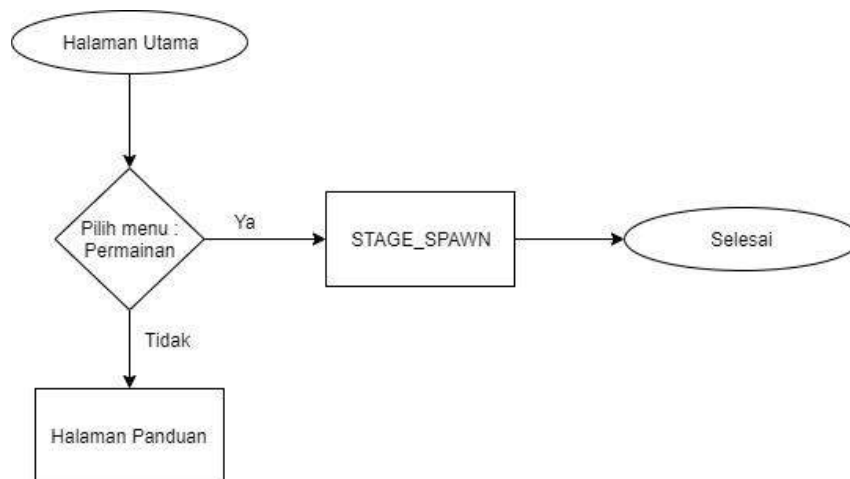 Halaman Utama
Pilih menu :
Permainan
Ya
STAGE_SPAWN
Selesai
Tidak
Halaman Panduan